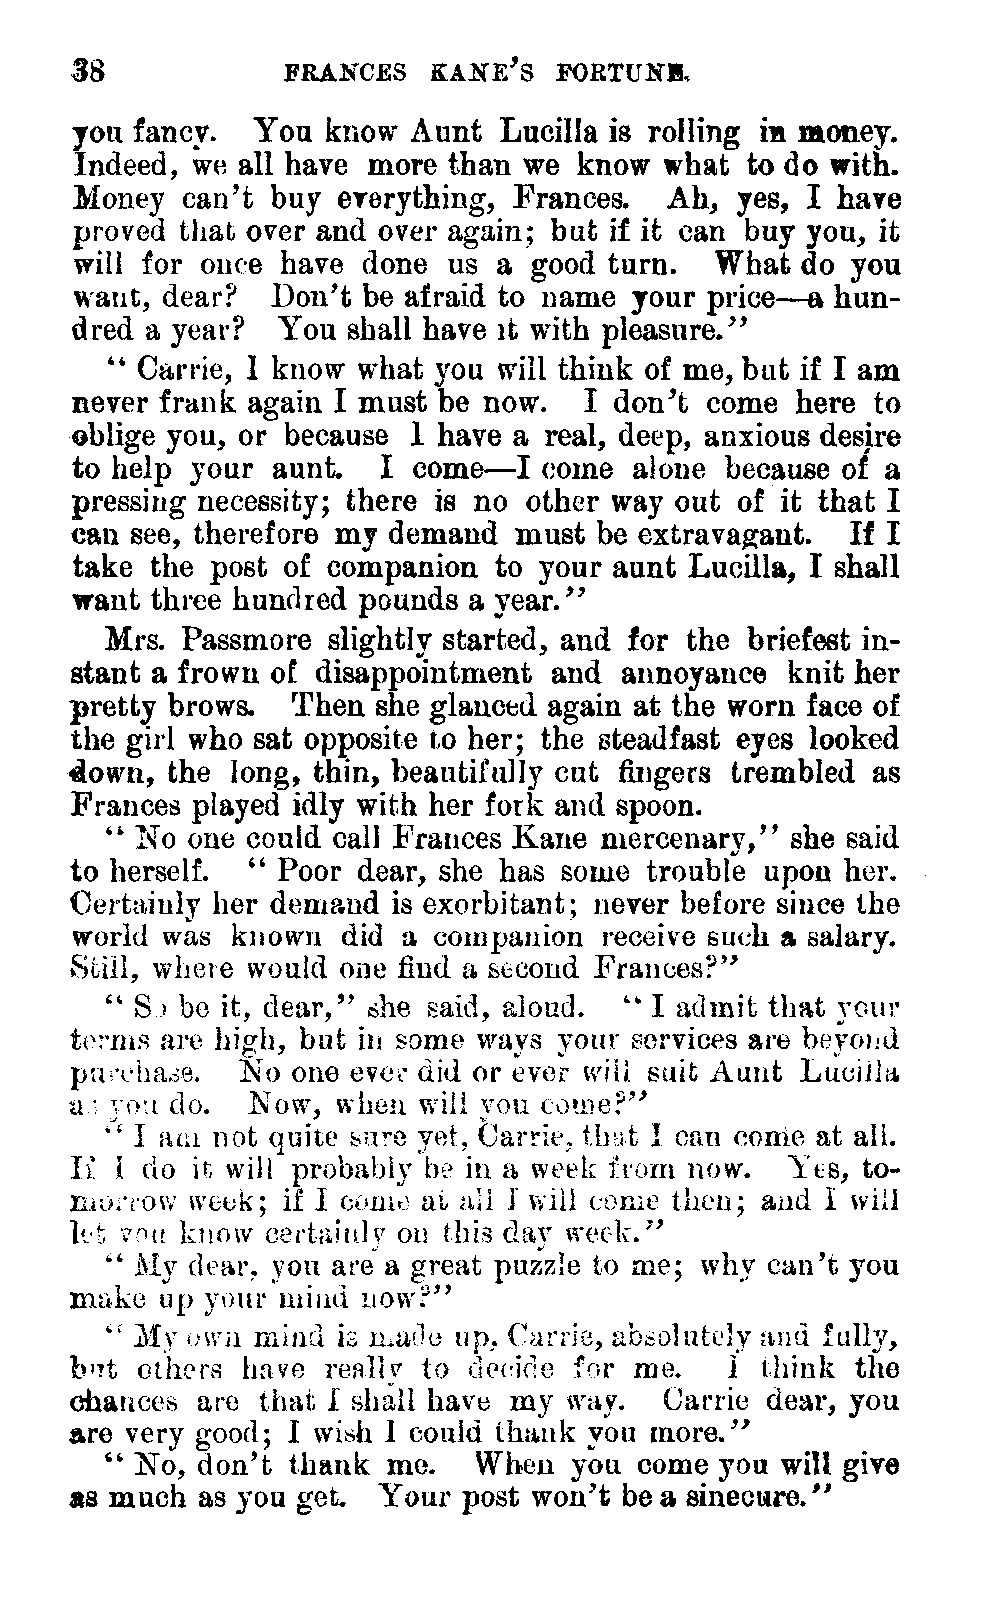 38 FRANCES KANE'S FORTUNE.
you fancy. You know Aunt Lucilla is rolling in money.
Indeed, we all have more than we know what to do with.
Money can't buy everything, Frances. Ah, yes, I have
proved that over and over again; but if it can buy you, it
will for once have done us a good turn. What do you
want, dear? Don't be afraid to name your price—a hun-
dred a year? You shall have it with pleasure."
"Carrie, I know what you will think of me, but if I am
never frank again I must be now. I don't come here to
oblige you, or because I have a real, deep, anxious desire
to help your aunt. I come—I come alone because of a
pressing necessity; there is no other way out of it that I
can see, therefore my demand must be extravagant. If I
take the post of companion to your aunt Lucilla, I shall
want three hundred pounds a year."
Mrs. Passmore slightly started, and for the briefest in-
stant a frown of disappointment and annoyance knit her
pretty brows. Then she glanced again at the worn face of
the girl who sat opposite to her; the steadfast eyes looked
down, the long, thin, beautifully cut fingers trembled as
Frances played idly with her fork and spoon.
"No one could call Frances Kane mercenary," she said
to herself. "Poor dear, she has some trouble upon her.
Certainly her demand is exorbitant; never before since the
world was known did a companion receive such a salary.
Still, where would one find a second Frances?"
"So be it, dear," she said, aloud. "I admit that your
terms are high, but in some ways your services are beyond
purchase. No one ever did or ever will suit Aunt Lucilla
as you do. Now, when will you come?"
"I am not quite sure yet, Carrie, that I can come at all.
If I do it will probably be in a week from now. Yes, to-
morrow week; if I come at all I will come then; and I will
let you know certainly on this day week."
"My dear, you are a great puzzle to me; why can't you
make up your mind now?"
"My own mind is made up, Carrie, absolutely and fully,
but others have really to decide for me. I think the
chances are that I shall have my way. Carrie dear, you
are very good; I wish I could thank you more."
"No, don't thank me. When you come you will give
as much as you get. Your post won't be a sinecure."